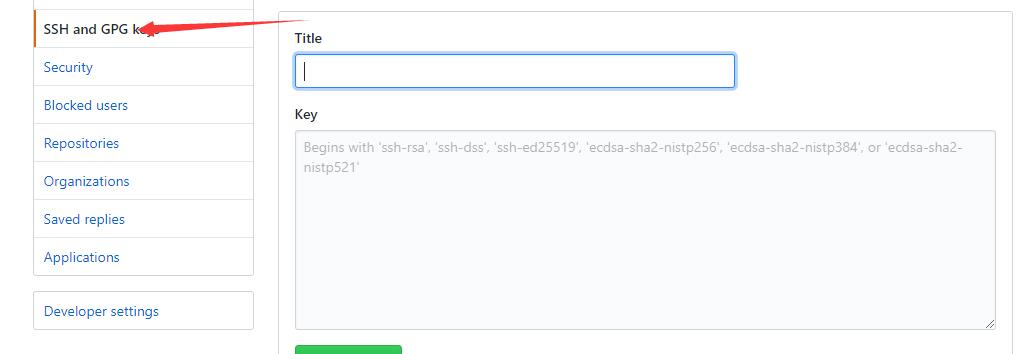 SSH and GPG keys
Security
Blocked users
Repositories
Organizations
Saved replies
Applications
Developer settings
Title
Key
Begins with 'ssh-rsa', 'ssh-dss', 'ssh-ed25519', 'ecdsa-sha2-nistp256', 'ecdsa-sha2-nistp384', or 'ecdsa-sha2-
nistp521'